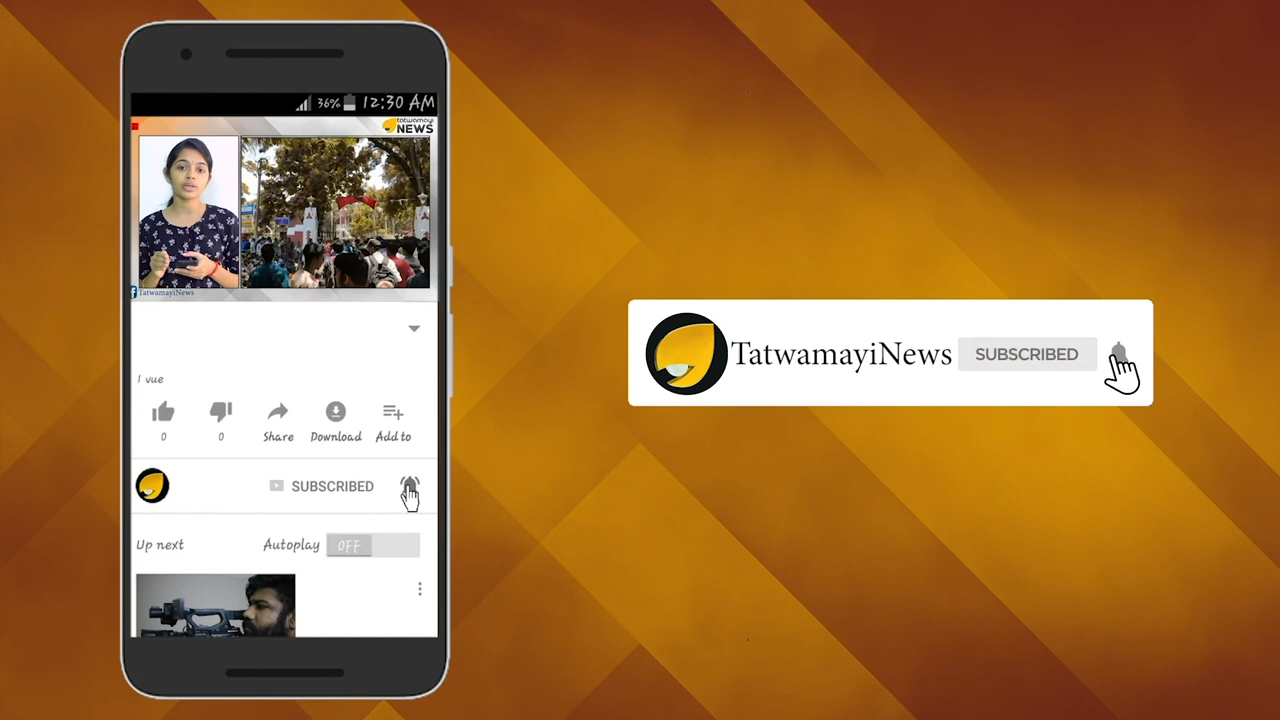 36%
12:30 AM
tatwamayi
NEWS
TatwamayiNews
1 vue
0
0
Share
Download
Add to
SUBSCRIBED
Up next
Autoplay
OFF
TatwamayiNews
SUBSCRIBED